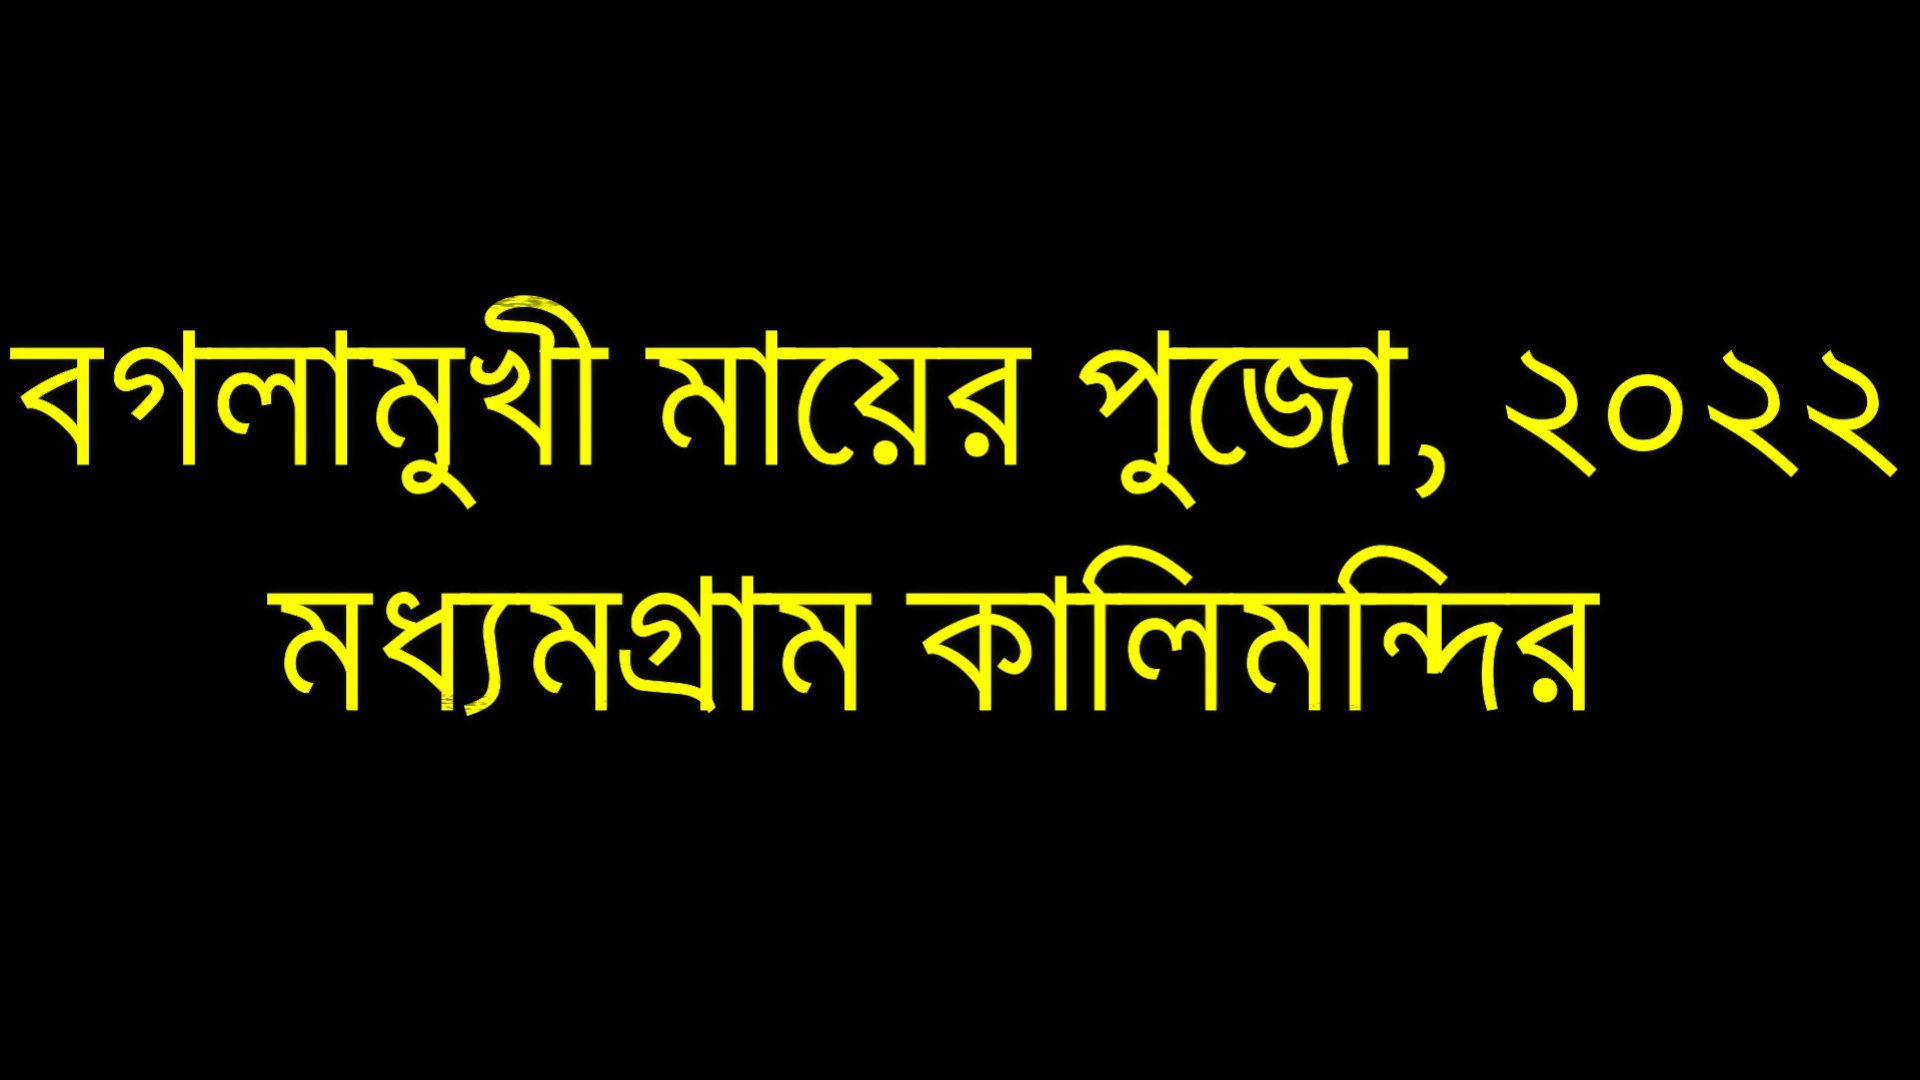 বগলামুখী মায়ের পুজো, ২০২২
মধ্যমগ্রাম কালিমন্দির